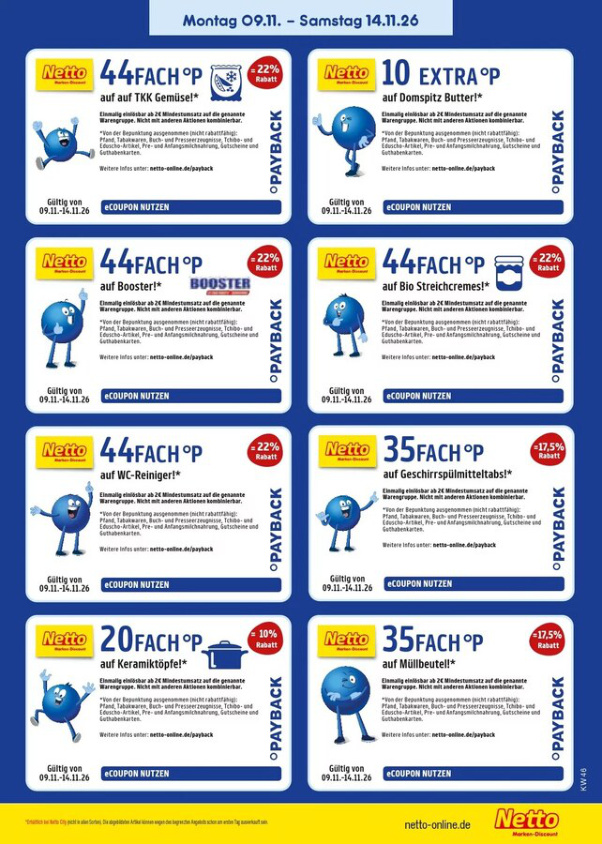 Montag 09.11. – Samstag 14.11.26
Netto
Marken-Discount
44FACH °P
auf auf TKK Gemüse!*
= 22%
Rabatt
Einmalig einlösbar ab 2€ Mindestumsatz auf die genannte
Warengruppe. Nicht mit anderen Aktionen kombinierbar.
*Von der Bepunktung ausgenommen (nicht rabattfähig):
Pfand, Tabakwaren, Buch- und Presseerzeugnisse, Tchibo- und
Eduscho-Artikel, Pre- und Anfangsmilchnahrung, Gutscheine und
Guthabenkarten.
Weitere Infos unter: netto-online.de/payback
PAYBACK
Gültig von
09.11.-14.11.26
eCOUPON NUTZEN
Netto
Marken-Discount
10 EXTRA °P
auf Domspitz Butter!*
Einmalig einlösbar ab 2€ Mindestumsatz auf die genannte
Warengruppe. Nicht mit anderen Aktionen kombinierbar.
*Von der Bepunktung ausgenommen (nicht rabattfähig):
Pfand, Tabakwaren, Buch- und Presseerzeugnisse, Tchibo- und
Eduscho-Artikel, Pre- und Anfangsmilchnahrung, Gutscheine und
Guthabenkarten.
Weitere Infos unter: netto-online.de/payback
PAYBACK
Gültig von
09.11.-14.11.26
eCOUPON NUTZEN
Netto
Marken-Discount
44FACH °P
auf Booster!*
BOOSTER
= 22%
Rabatt
Einmalig einlösbar ab 2€ Mindestumsatz auf die genannte
Warengruppe. Nicht mit anderen Aktionen kombinierbar.
*Von der Bepunktung ausgenommen (nicht rabattfähig):
Pfand, Tabakwaren, Buch- und Presseerzeugnisse, Tchibo- und
Eduscho-Artikel, Pre- und Anfangsmilchnahrung, Gutscheine und
Guthabenkarten.
Weitere Infos unter: netto-online.de/payback
PAYBACK
Gültig von
09.11.-14.11.26
eCOUPON NUTZEN
Netto
Marken-Discount
44FACH °P
auf Bio Streichcremes!*
= 22%
Rabatt
Einmalig einlösbar ab 2€ Mindestumsatz auf die genannte
Warengruppe. Nicht mit anderen Aktionen kombinierbar.
*Von der Bepunktung ausgenommen (nicht rabattfähig):
Pfand, Tabakwaren, Buch- und Presseerzeugnisse, Tchibo- und
Eduscho-Artikel, Pre- und Anfangsmilchnahrung, Gutscheine und
Guthabenkarten.
Weitere Infos unter: netto-online.de/payback
PAYBACK
Gültig von
09.11.-14.11.26
eCOUPON NUTZEN
Netto
Marken-Discount
44FACH °P
auf WC-Reiniger!*
= 22%
Rabatt
Einmalig einlösbar ab 2€ Mindestumsatz auf die genannte
Warengruppe. Nicht mit anderen Aktionen kombinierbar.
*Von der Bepunktung ausgenommen (nicht rabattfähig):
Pfand, Tabakwaren, Buch- und Presseerzeugnisse, Tchibo- und
Eduscho-Artikel, Pre- und Anfangsmilchnahrung, Gutscheine und
Guthabenkarten.
Weitere Infos unter: netto-online.de/payback
PAYBACK
Gültig von
09.11.-14.11.26
eCOUPON NUTZEN
Netto
Marken-Discount
35FACH °P
auf Geschirrspülmitteltabs!*
=17,5%
Rabatt
Einmalig einlösbar ab 2€ Mindestumsatz auf die genannte
Warengruppe. Nicht mit anderen Aktionen kombinierbar.
*Von der Bepunktung ausgenommen (nicht rabattfähig):
Pfand, Tabakwaren, Buch- und Presseerzeugnisse, Tchibo- und
Eduscho-Artikel, Pre- und Anfangsmilchnahrung, Gutscheine und
Guthabenkarten.
Weitere Infos unter: netto-online.de/payback
PAYBACK
Gültig von
09.11.-14.11.26
eCOUPON NUTZEN
Netto
Marken-Discount
20FACH °P
auf Keramiktöpfe!*
= 10%
Rabatt
Einmalig einlösbar ab 2€ Mindestumsatz auf die genannte
Warengruppe. Nicht mit anderen Aktionen kombinierbar.
*Von der Bepunktung ausgenommen (nicht rabattfähig):
Pfand, Tabakwaren, Buch- und Presseerzeugnisse, Tchibo- und
Eduscho-Artikel, Pre- und Anfangsmilchnahrung, Gutscheine und
Guthabenkarten.
Weitere Infos unter: netto-online.de/payback
PAYBACK
Gültig von
09.11.-14.11.26
eCOUPON NUTZEN
Netto
Marken-Discount
35FACH °P
auf Müllbeutel!*
=17,5%
Rabatt
Einmalig einlösbar ab 2€ Mindestumsatz auf die genannte
Warengruppe. Nicht mit anderen Aktionen kombinierbar.
*Von der Bepunktung ausgenommen (nicht rabattfähig):
Pfand, Tabakwaren, Buch- und Presseerzeugnisse, Tchibo- und
Eduscho-Artikel, Pre- und Anfangsmilchnahrung, Gutscheine und
Guthabenkarten.
Weitere Infos unter: netto-online.de/payback
PAYBACK
Gültig von
09.11.-14.11.26
eCOUPON NUTZEN
KW 46
*Erhältlich bei Netto City nicht in allen Sorten. Die abgebildeten Artikel können wegen des begrenzten Angebots schon am ersten Tag ausverkauft sein.
netto-online.de
Netto
Marken-Discount